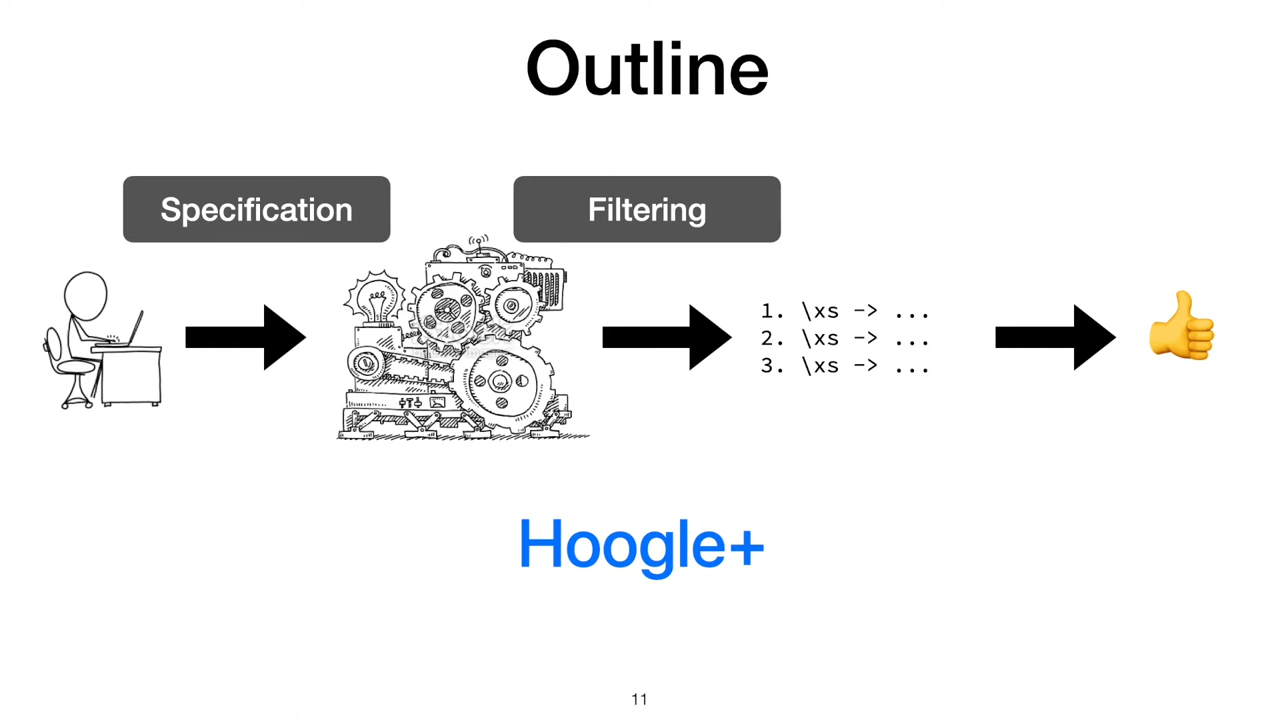 Outline
Specification
Filtering
1. \xs -> ...
2. \xs -> ...
3. \xs -> ...
Hoogle+
11